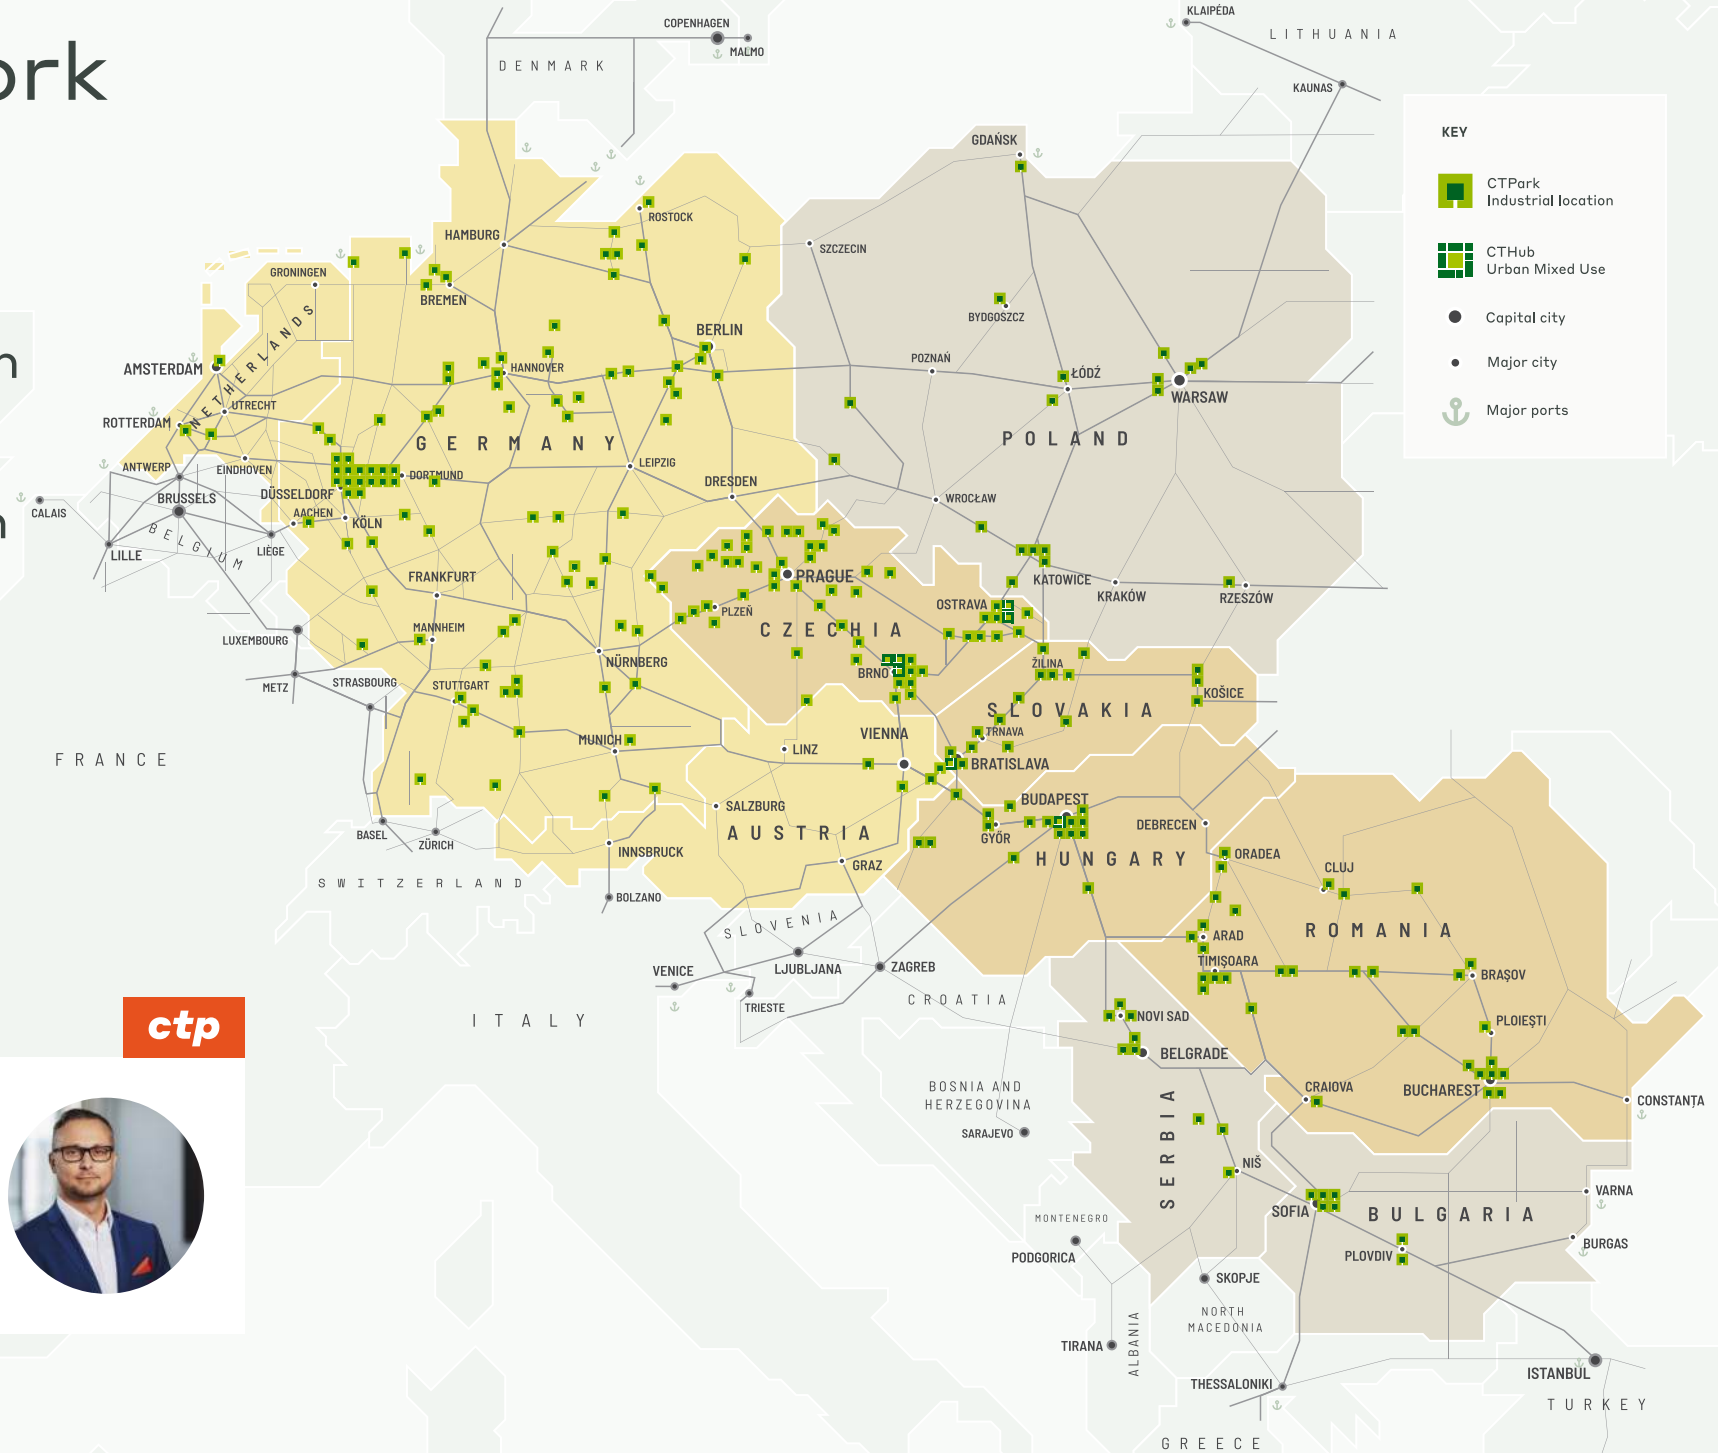 ork
n
n
ctp
KEY
CTPark
Industrial location
CTHub
Urban Mixed Use
Capital city
Major city
Major ports
COPENHAGEN
MALMO
DENMARK
KLAIPĖDA
LITHUANIA
KAUNAS
GDAŃSK
ROSTOCK
HAMBURG
SZCZECIN
GRONINGEN
BREMEN
BYDGOSZCZ
BERLIN
NETHERLANDS
AMSTERDAM
HANNOVER
POZNAŃ
ŁÓDŹ
WARSAW
UTRECHT
ROTTERDAM
GERMANY
POLAND
ANTWERP
EINDHOVEN
DORTMUND
LEIPZIG
DRESDEN
DÜSSELDORF
BRUSSELS
WROCŁAW
CALAIS
AACHEN
KÖLN
BELGIUM
LILLE
LIÈGE
FRANKFURT
PRAGUE
KATOWICE
KRAKÓW
RZESZÓW
OSTRAVA
PLZEŇ
CZECHIA
LUXEMBOURG
MANNHEIM
NÜRNBERG
BRNO
ŽILINA
METZ
STRASBOURG
STUTTGART
KOŠICE
SLOVAKIA
FRANCE
MUNICH
LINZ
VIENNA
TRNAVA
BRATISLAVA
BUDAPEST
SALZBURG
AUSTRIA
BASEL
ZÜRICH
INNSBRUCK
GYÖR
DEBRECEN
HUNGARY
ORADEA
GRAZ
CLUJ
SWITZERLAND
BOLZANO
SLOVENIA
ROMANIA
ARAD
TIMIȘOARA
BRAȘOV
VENICE
LJUBLJANA
ZAGREB
TRIESTE
CROATIA
ITALY
NOVI SAD
PLOIEȘTI
BELGRADE
BOSNIA AND
HERZEGOVINA
CRAIOVA
BUCHAREST
CONSTANȚA
SARAJEVO
SERBIA
NIŠ
VARNA
SOFIA
BULGARIA
MONTENEGRO
PODGORICA
PLOVDIV
BURGAS
SKOPJE
NORTH
MACEDONIA
TIRANA
ALBANIA
THESSALONIKI
ISTANBUL
TURKEY
GREECE